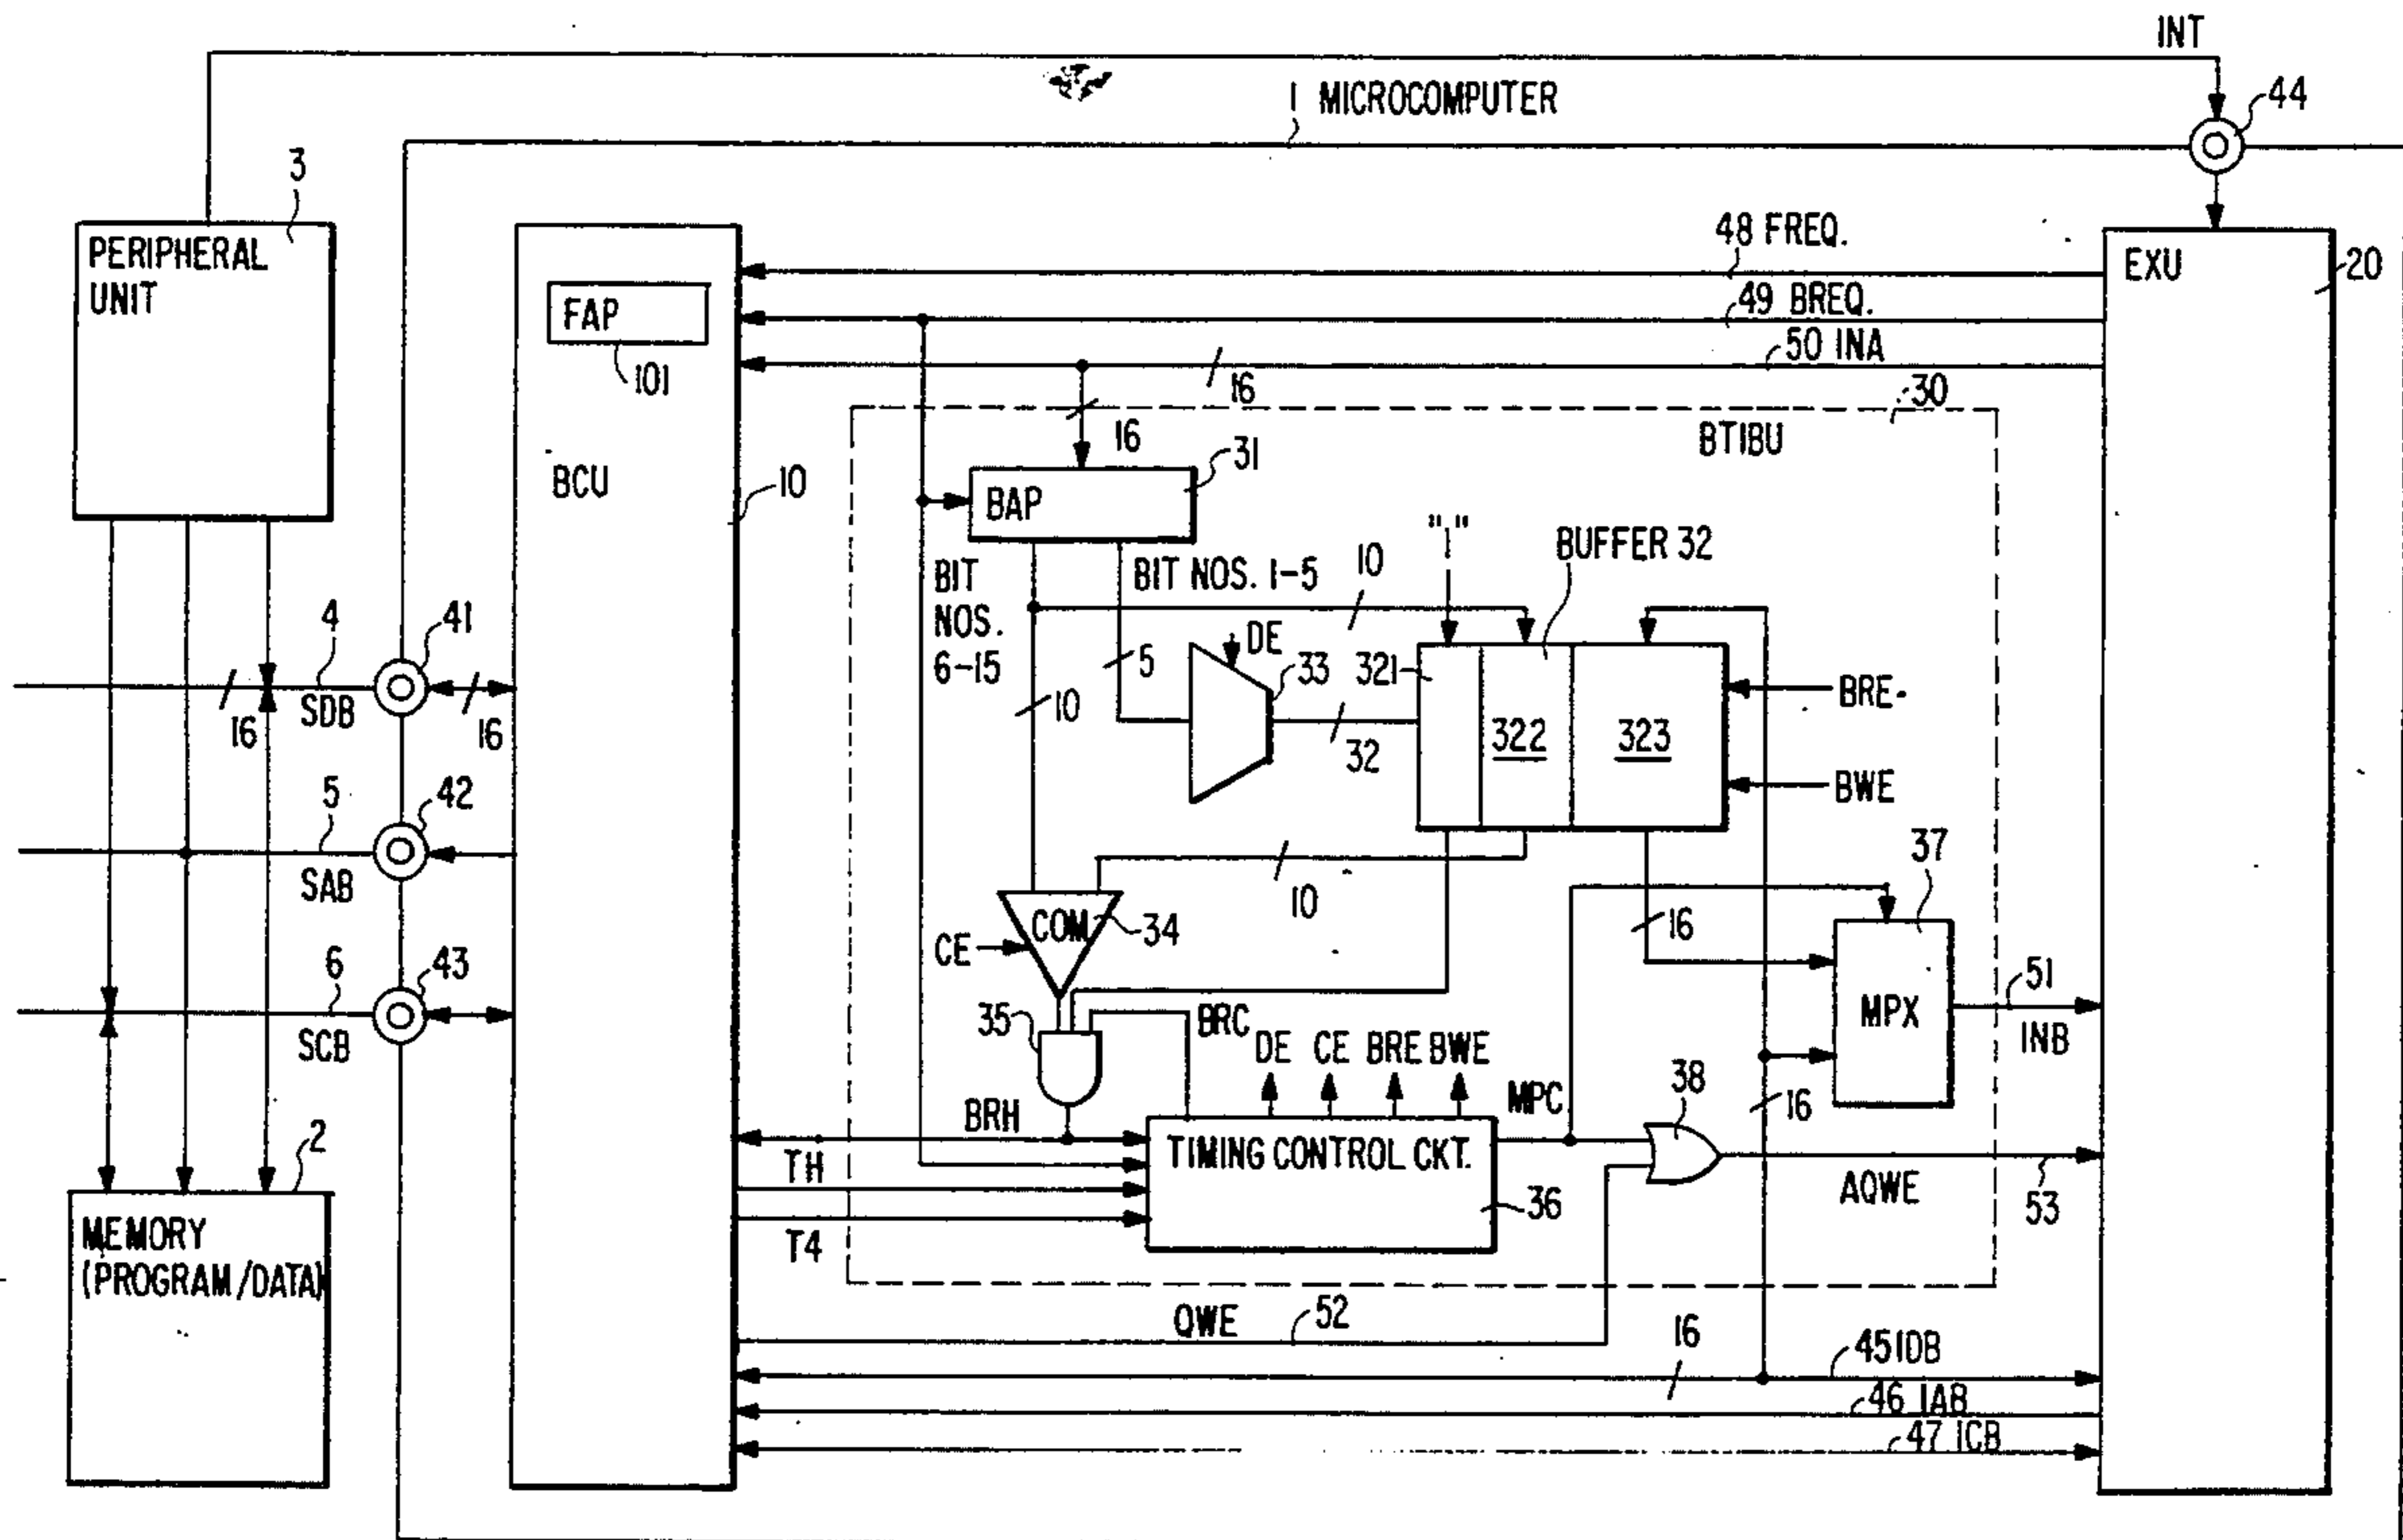 INT
1 MICROCOMPUTER
44
3
PERIPHERAL
UNIT
48 FREQ.
EXU
20
FAP
49 BREQ.
101
50 INA
16
30
16
BTIBU
BCU
10
31
BAP
"1"
BUFFER 32
BIT
NOS.
6-15
BIT NOS. 1-5
10
4
41
DE
5
33
321
SDB
16
16
10
322
323
BRE
32
5
42
BWE
SAB
37
10
COM
34
16
CE
6
43
51
35
BRC
MPX
SCB
DE CE BRE BWE
INB
38
MPC
16
2
BRH
TH
TIMING CONTROL CKT.
MEMORY
(PROGRAM/DATA)
36
AQWE
53
T4
QWE
52
16
45 IDB
46 IAB
47 ICB